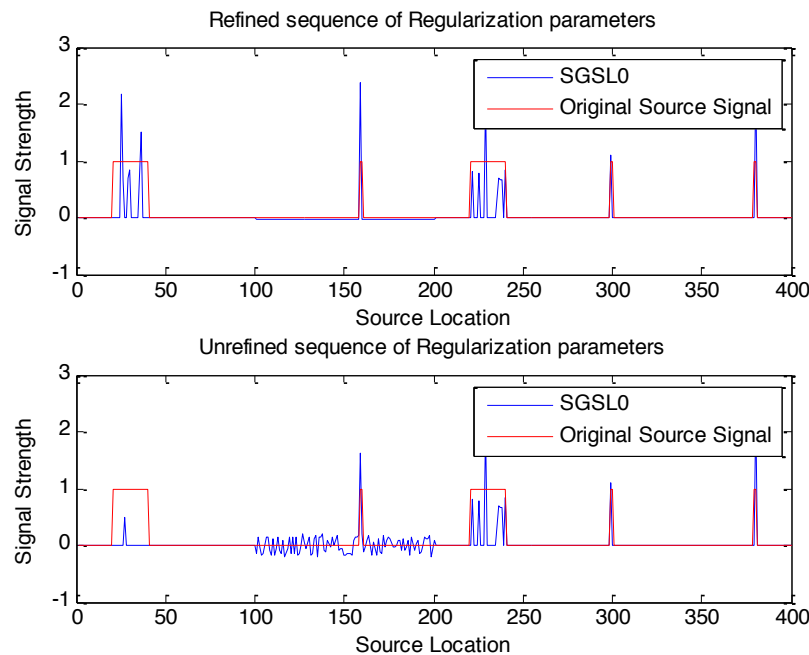 Refined sequence of Regularization parameters
3
2
1
0
-1
Signal Strength
SGSL0
Original Source Signal
0 50 100 150 200 250 300 350 400
Source Location
Unrefined sequence of Regularization parameters
3
2
1
0
-1
Signal Strength
SGSL0
Original Source Signal
0 50 100 150 200 250 300 350 400
Source Location